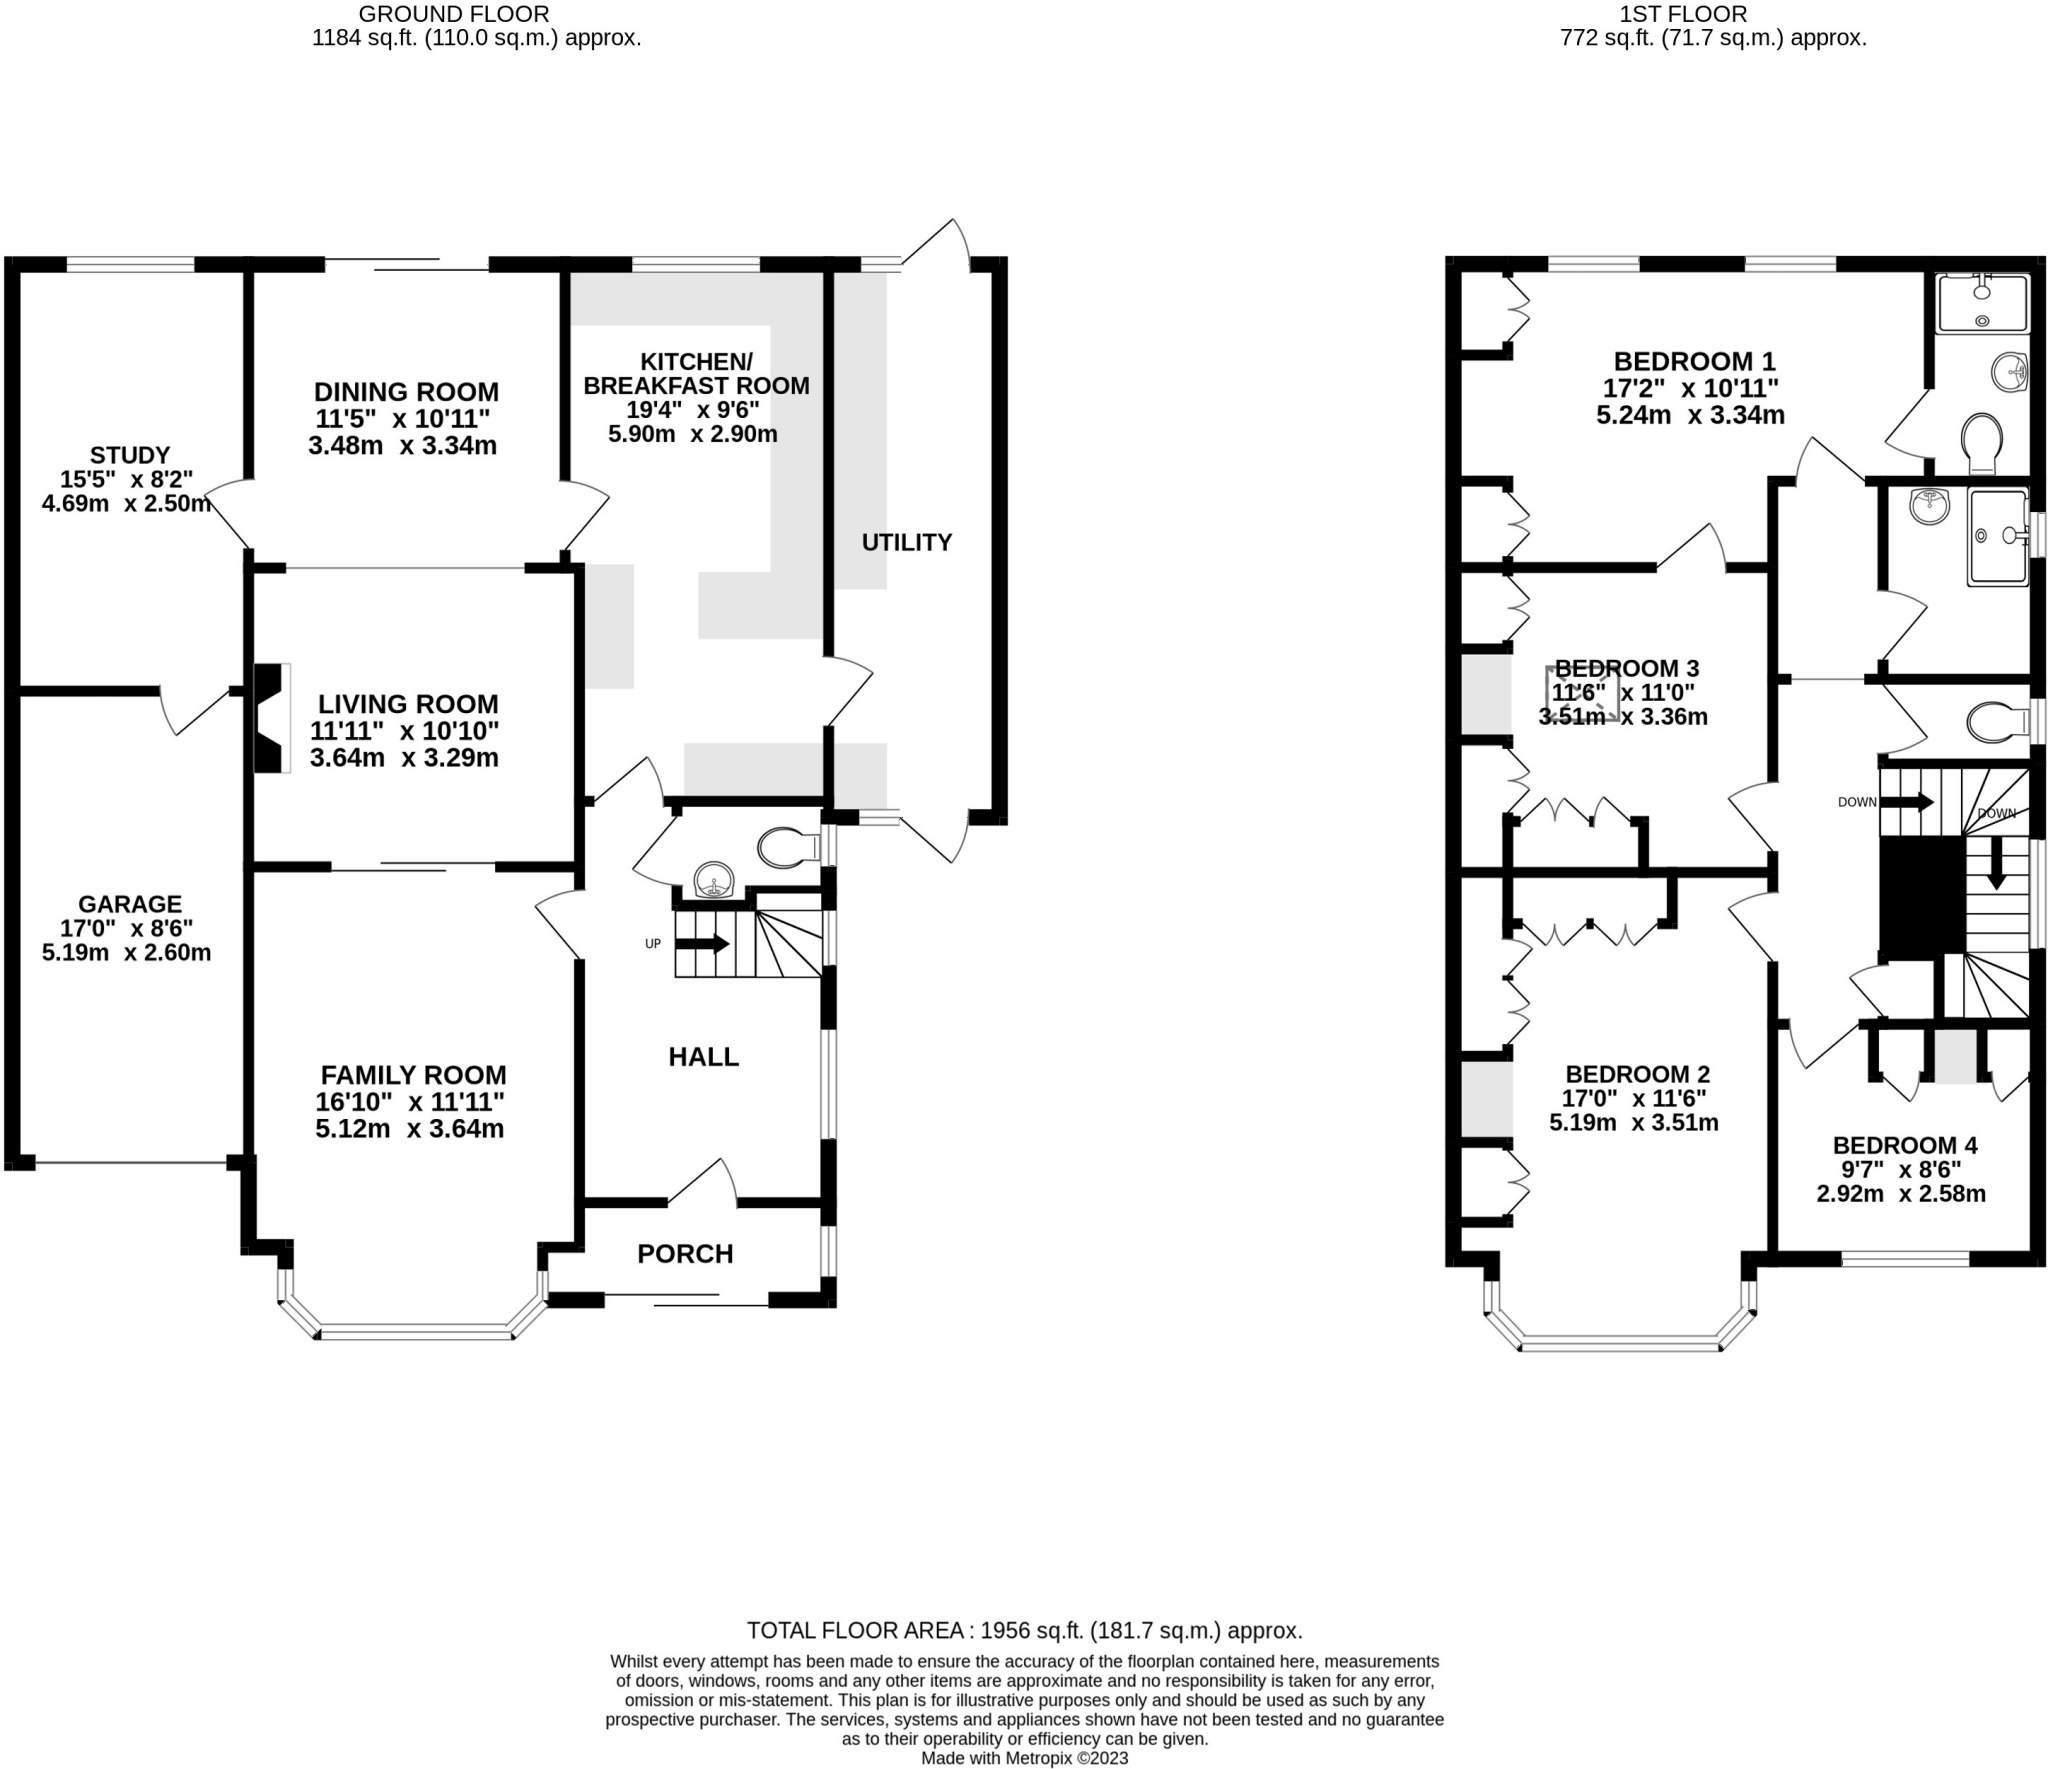 GROUND FLOOR
1184 sq.ft. (110.0 sq.m.) approx.
1ST FLOOR
772 sq.ft. (71.7 sq.m.) approx.
DINING ROOM
11'5" x 10'11"
3.48m x 3.34m
KITCHEN/
BREAKFAST ROOM
19'4" x 9'6"
5.90m x 2.90m
STUDY
15'5" x 8'2"
4.69m x 2.50m
UTILITY
LIVING ROOM
11'11" x 10'10"
3.64m x 3.29m
GARAGE
17'0" x 8'6"
5.19m x 2.60m
UP
HALL
FAMILY ROOM
16'10" x 11'11"
5.12m x 3.64m
PORCH
BEDROOM 1
17'2" x 10'11"
5.24m x 3.34m
BEDROOM 3
11'6" x 11'0"
3.51m x 3.36m
DOWN
DOWN
BEDROOM 2
17'0" x 11'6"
5.19m x 3.51m
BEDROOM 4
9'7" x 8'6"
2.92m x 2.58m
TOTAL FLOOR AREA : 1956 sq.ft. (181.7 sq.m.) approx.
Whilst every attempt has been made to ensure the accuracy of the floorplan contained here, measurements
of doors, windows, rooms and any other items are approximate and no responsibility is taken for any error,
omission or mis-statement. This plan is for illustrative purposes only and should be used as such by any
prospective purchaser. The services, systems and appliances shown have not been tested and no guarantee
as to their operability or efficiency can be given.
Made with Metropix ©2023